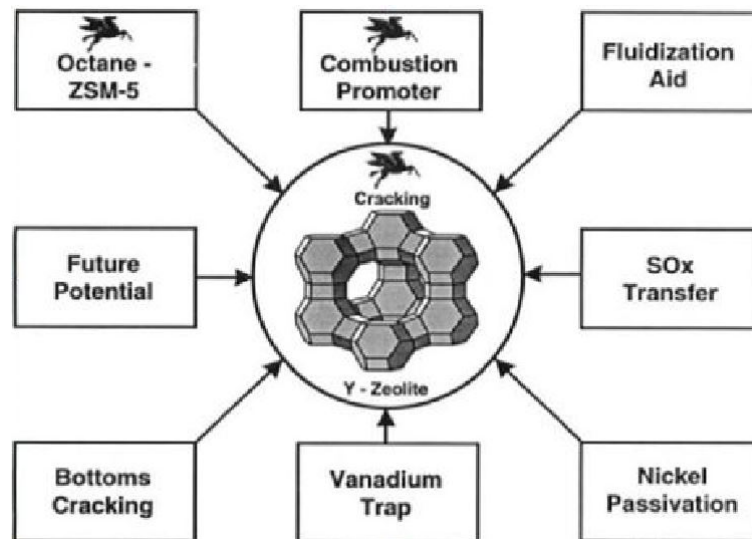 Octane -
ZSM-5
Combustion
Promoter
Fluidization
Aid
Cracking
Future
Potential
SOx
Transfer
Y - Zeolite
Bottoms
Cracking
Vanadium
Trap
Nickel
Passivation